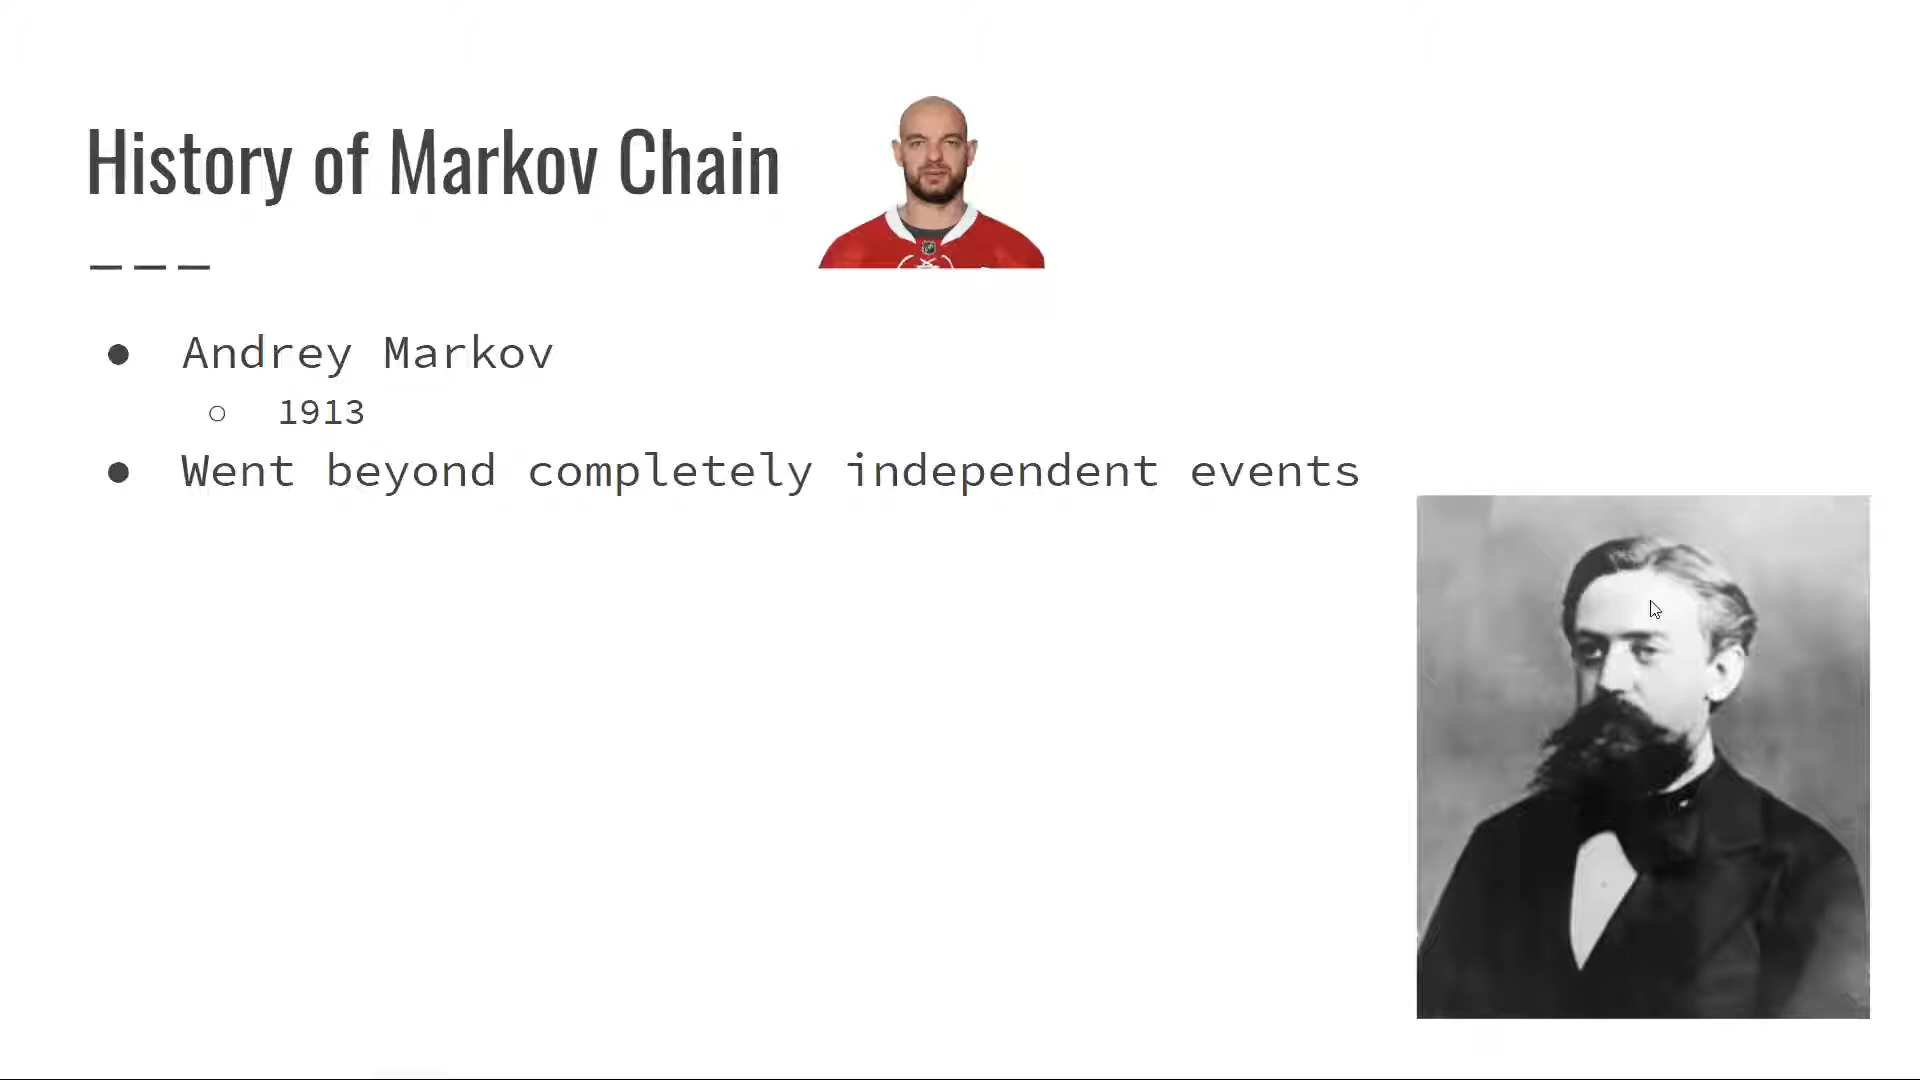 History of Markov Chain
Andrey Markov
1913
Went beyond completely independent events